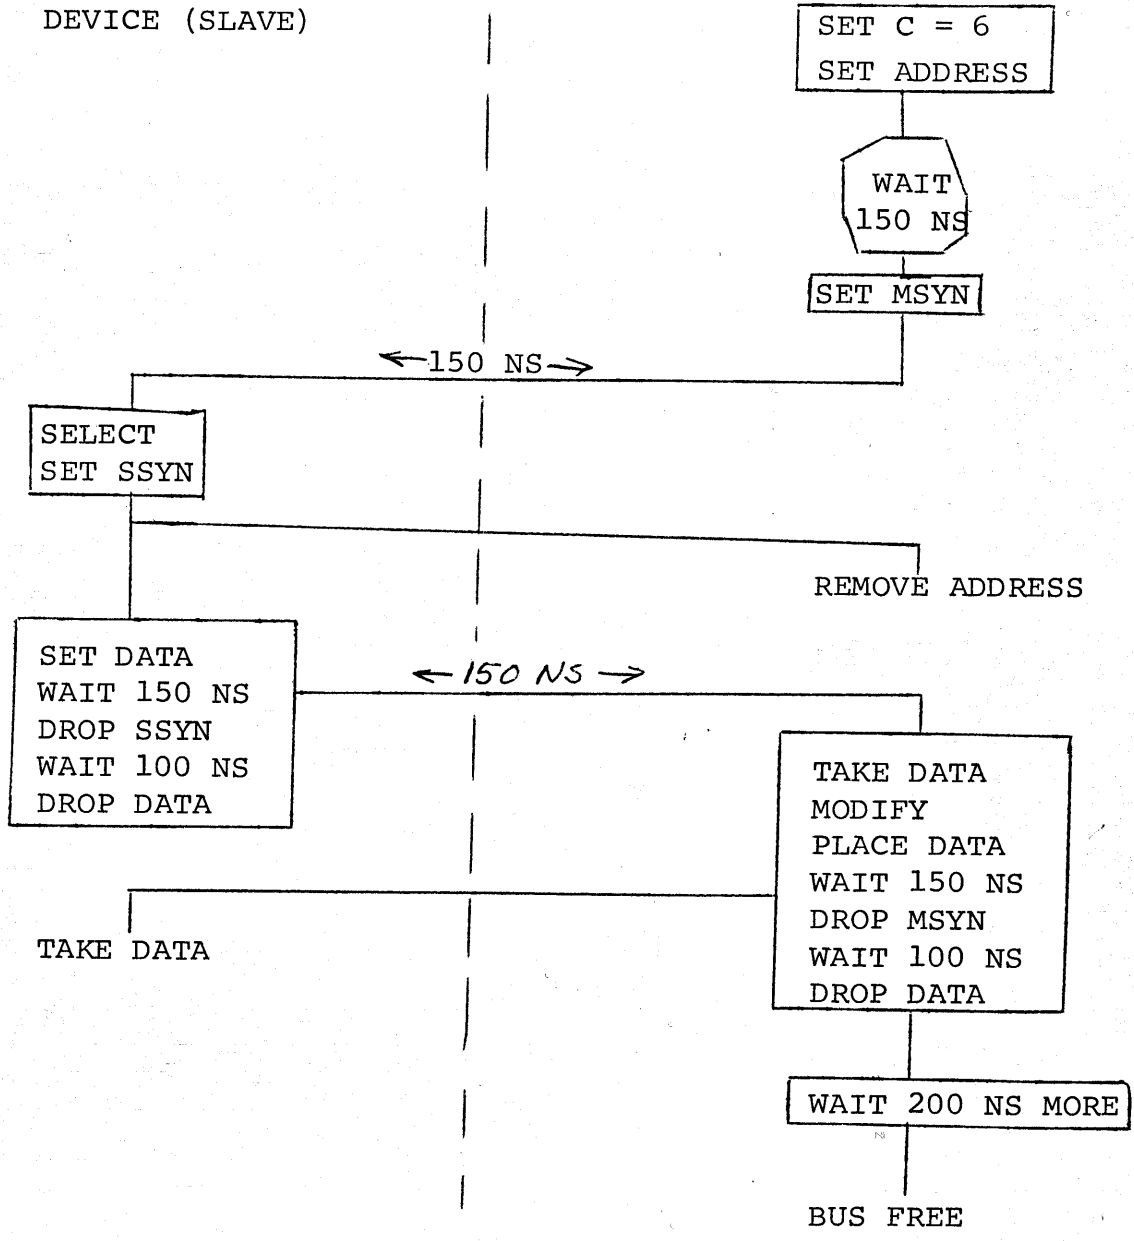 DEVICE (SLAVE)
SET C = 6
SET ADDRESS
WAIT
150 NS
SET MSYN
150 NS
SELECT
SET SSYN
REMOVE ADDRESS
SET DATA
WAIT 150 NS
DROP SSYN
WAIT 100 NS
DROP DATA
150 NS
TAKE DATA
MODIFY
PLACE DATA
WAIT 150 NS
DROP MSYN
WAIT 100 NS
DROP DATA
TAKE DATA
WAIT 200 NS MORE
BUS FREE